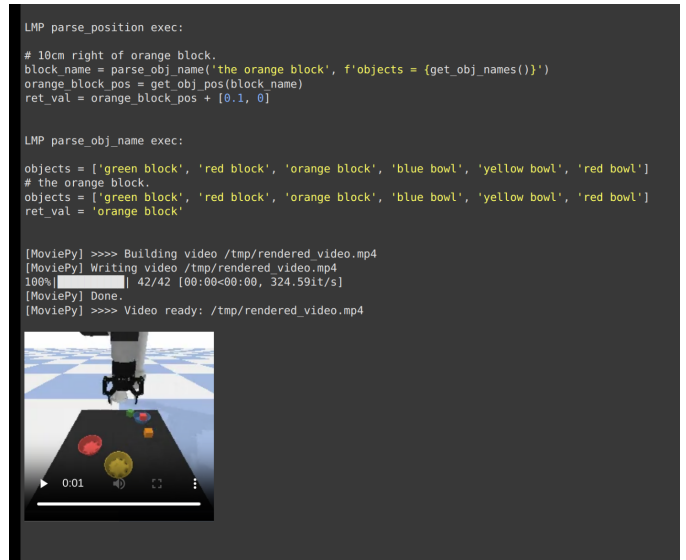 LMP parse_position exec:
# 10cm right of orange block.
block_name = parse_obj_name('the orange block', f'objects = {get_obj_names()}')
orange_block_pos = get_obj_pos(block_name)
ret_val = orange_block_pos + [0.1, 0]
LMP parse_obj_name exec:
objects = ['green block', 'red block', 'orange block', 'blue bowl', 'yellow bowl', 'red bowl']
# the orange block.
objects = ['green block', 'red block', 'orange block', 'blue bowl', 'yellow bowl', 'red bowl']
ret_val = 'orange block'
[MoviePy] >>>> Building video /tmp/rendered_video.mp4
[MoviePy] Writing video /tmp/rendered_video.mp4
100%|██████████| 42/42 [00:00<00:00, 324.59it/s]
[MoviePy] Done.
[MoviePy] >>>> Video ready: /tmp/rendered_video.mp4
0:01